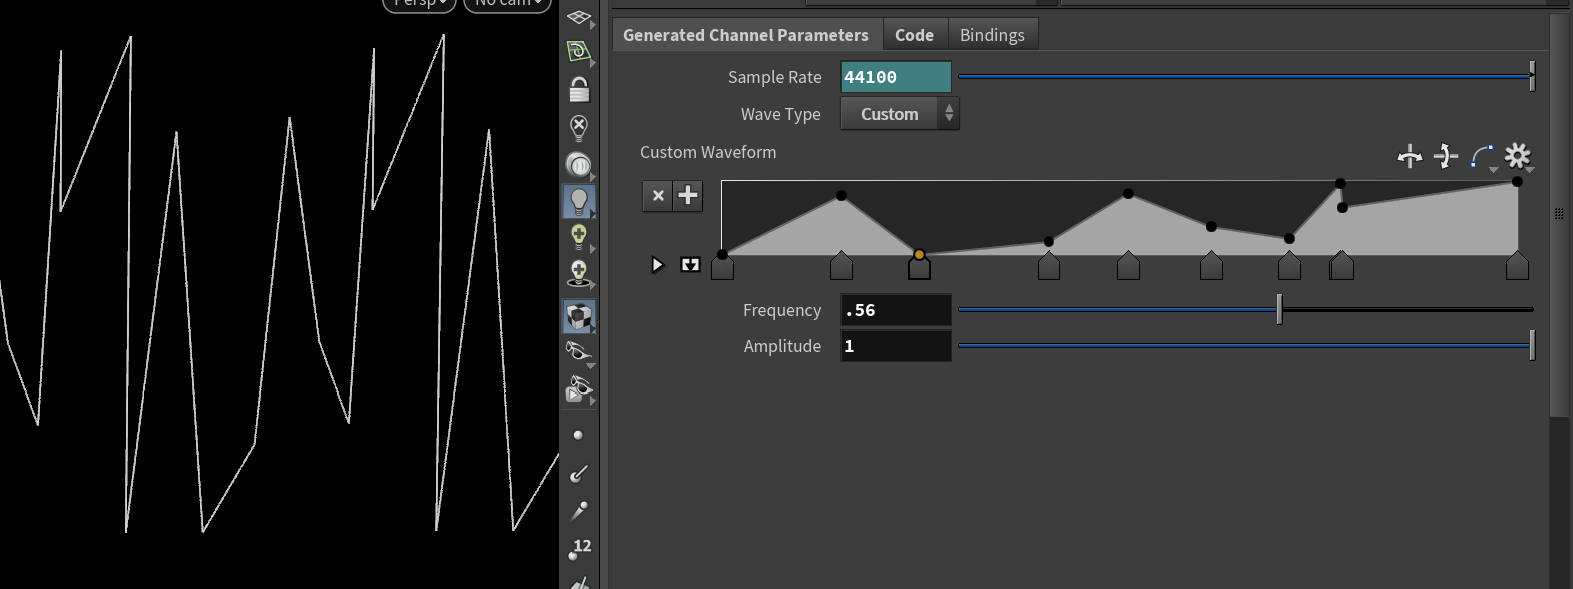 Persp
No cam
Generated Channel Parameters Code Bindings
Sample Rate 44100
Wave Type Custom
Custom Waveform
Frequency .56
Amplitude 1
12